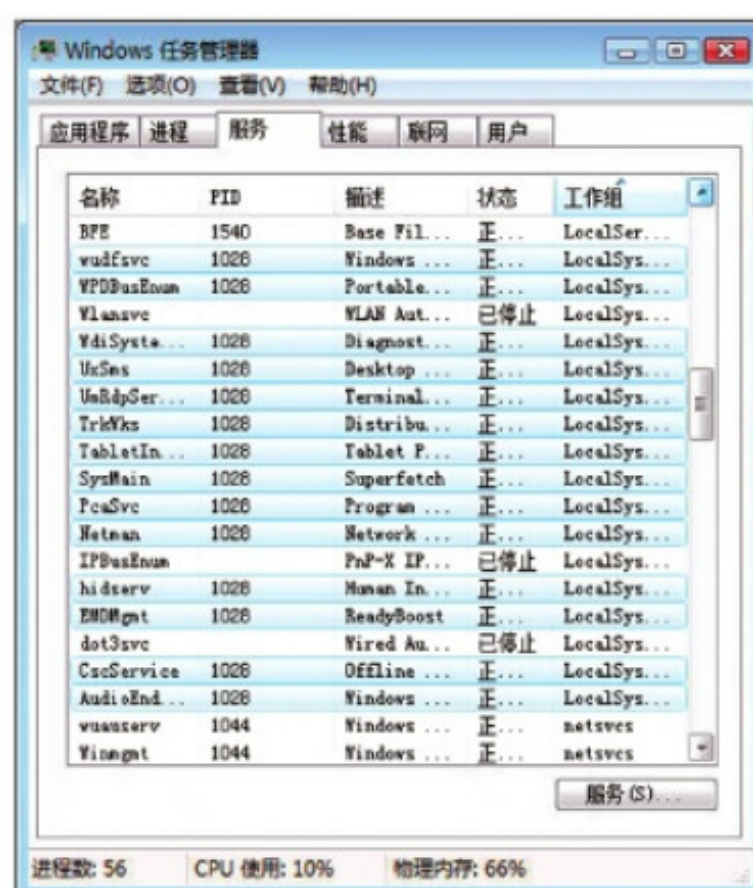 Windows 任务管理器
文件(F) 选项(O) 查看(V) 帮助(H)
应用程序 进程 服务 性能 联网 用户
名称 PID 描述 状态 工作组
BFE 1540 Base Fil... 正... LocalSer...
wudfsvc 1028 Windows ... 正... LocalSys...
WPDBusEnum 1028 Portable... 正... LocalSys...
Wlansvc WLAN Aut... 已停止 LocalSys...
WdiSyste... 1028 Diagnost... 正... LocalSys...
UxSms 1028 Desktop ... 正... LocalSys...
UmRdpSer... 1028 Terminal... 正... LocalSys...
TrkWks 1028 Distribu... 正... LocalSys...
TabletIn... 1028 Tablet P... 正... LocalSys...
SysMain 1028 Superfetch 正... LocalSys...
PcaSvc 1028 Program ... 正... LocalSys...
Netman 1028 Network ... 正... LocalSys...
IPBusEnum PnP-X IP... 已停止 LocalSys...
hidserv 1028 Human In... 正... LocalSys...
EMDMgmt 1028 ReadyBoost 正... LocalSys...
dot3svc Wired Au... 已停止 LocalSys...
CscService 1028 Offline ... 正... LocalSys...
AudioEnd... 1028 Windows ... 正... LocalSys...
wuauserv 1044 Windows ... 正... netsvcs
Winmgmt 1044 Windows ... 正... netsvcs
服务(S)...
进程数: 56 CPU 使用: 10% 物理内存: 66%